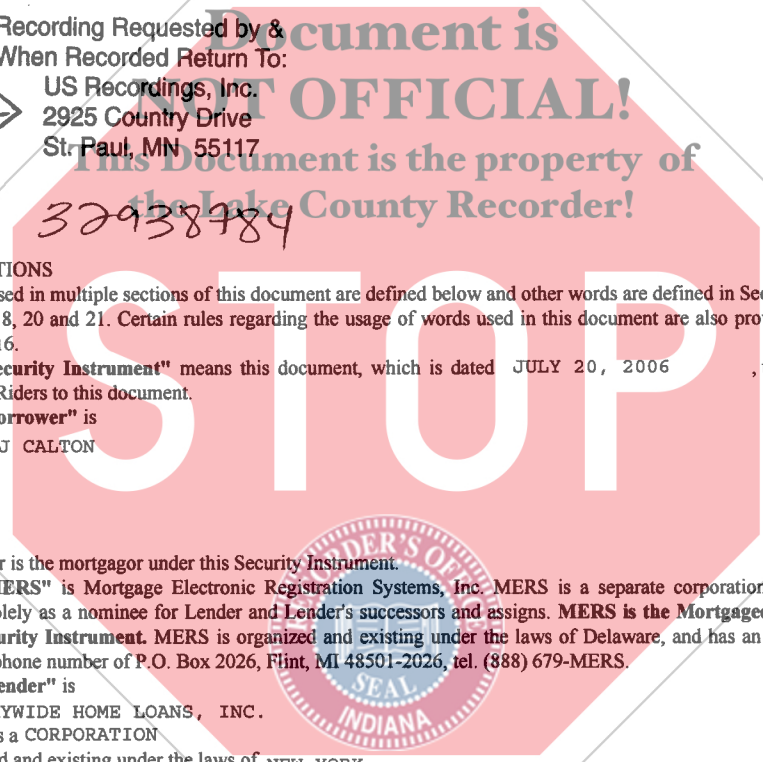 Recording Requested by &
When Recorded Return To:
US Recordings, Inc.
2925 Country Drive
St. Paul, MN 55117
Document is
NOT OFFICIAL!
This Document is the property of
the Lake County Recorder!
32938784
TIONS
sed in multiple sections of this document are defined below and other words are defined in Sec
8, 20 and 21. Certain rules regarding the usage of words used in this document are also pro
16.
ecurity Instrument" means this document, which is dated JULY 20, 2006 ,
Riders to this document.
orrower" is
J CALTON
STOP
r is the mortgagor under this Security Instrument.
MERS" is Mortgage Electronic Registration Systems, Inc. MERS is a separate corporation
olely as a nominee for Lender and Lender's successors and assigns. MERS is the Mortgagee
urity Instrument. MERS is organized and existing under the laws of Delaware, and has an
phone number of P.O. Box 2026, Flint, MI 48501-2026, tel. (888) 679-MERS.
ender" is
YWIDE HOME LOANS, INC.
s a CORPORATION
d and existing under the laws of NEW YORK
SEAL
INDIANA